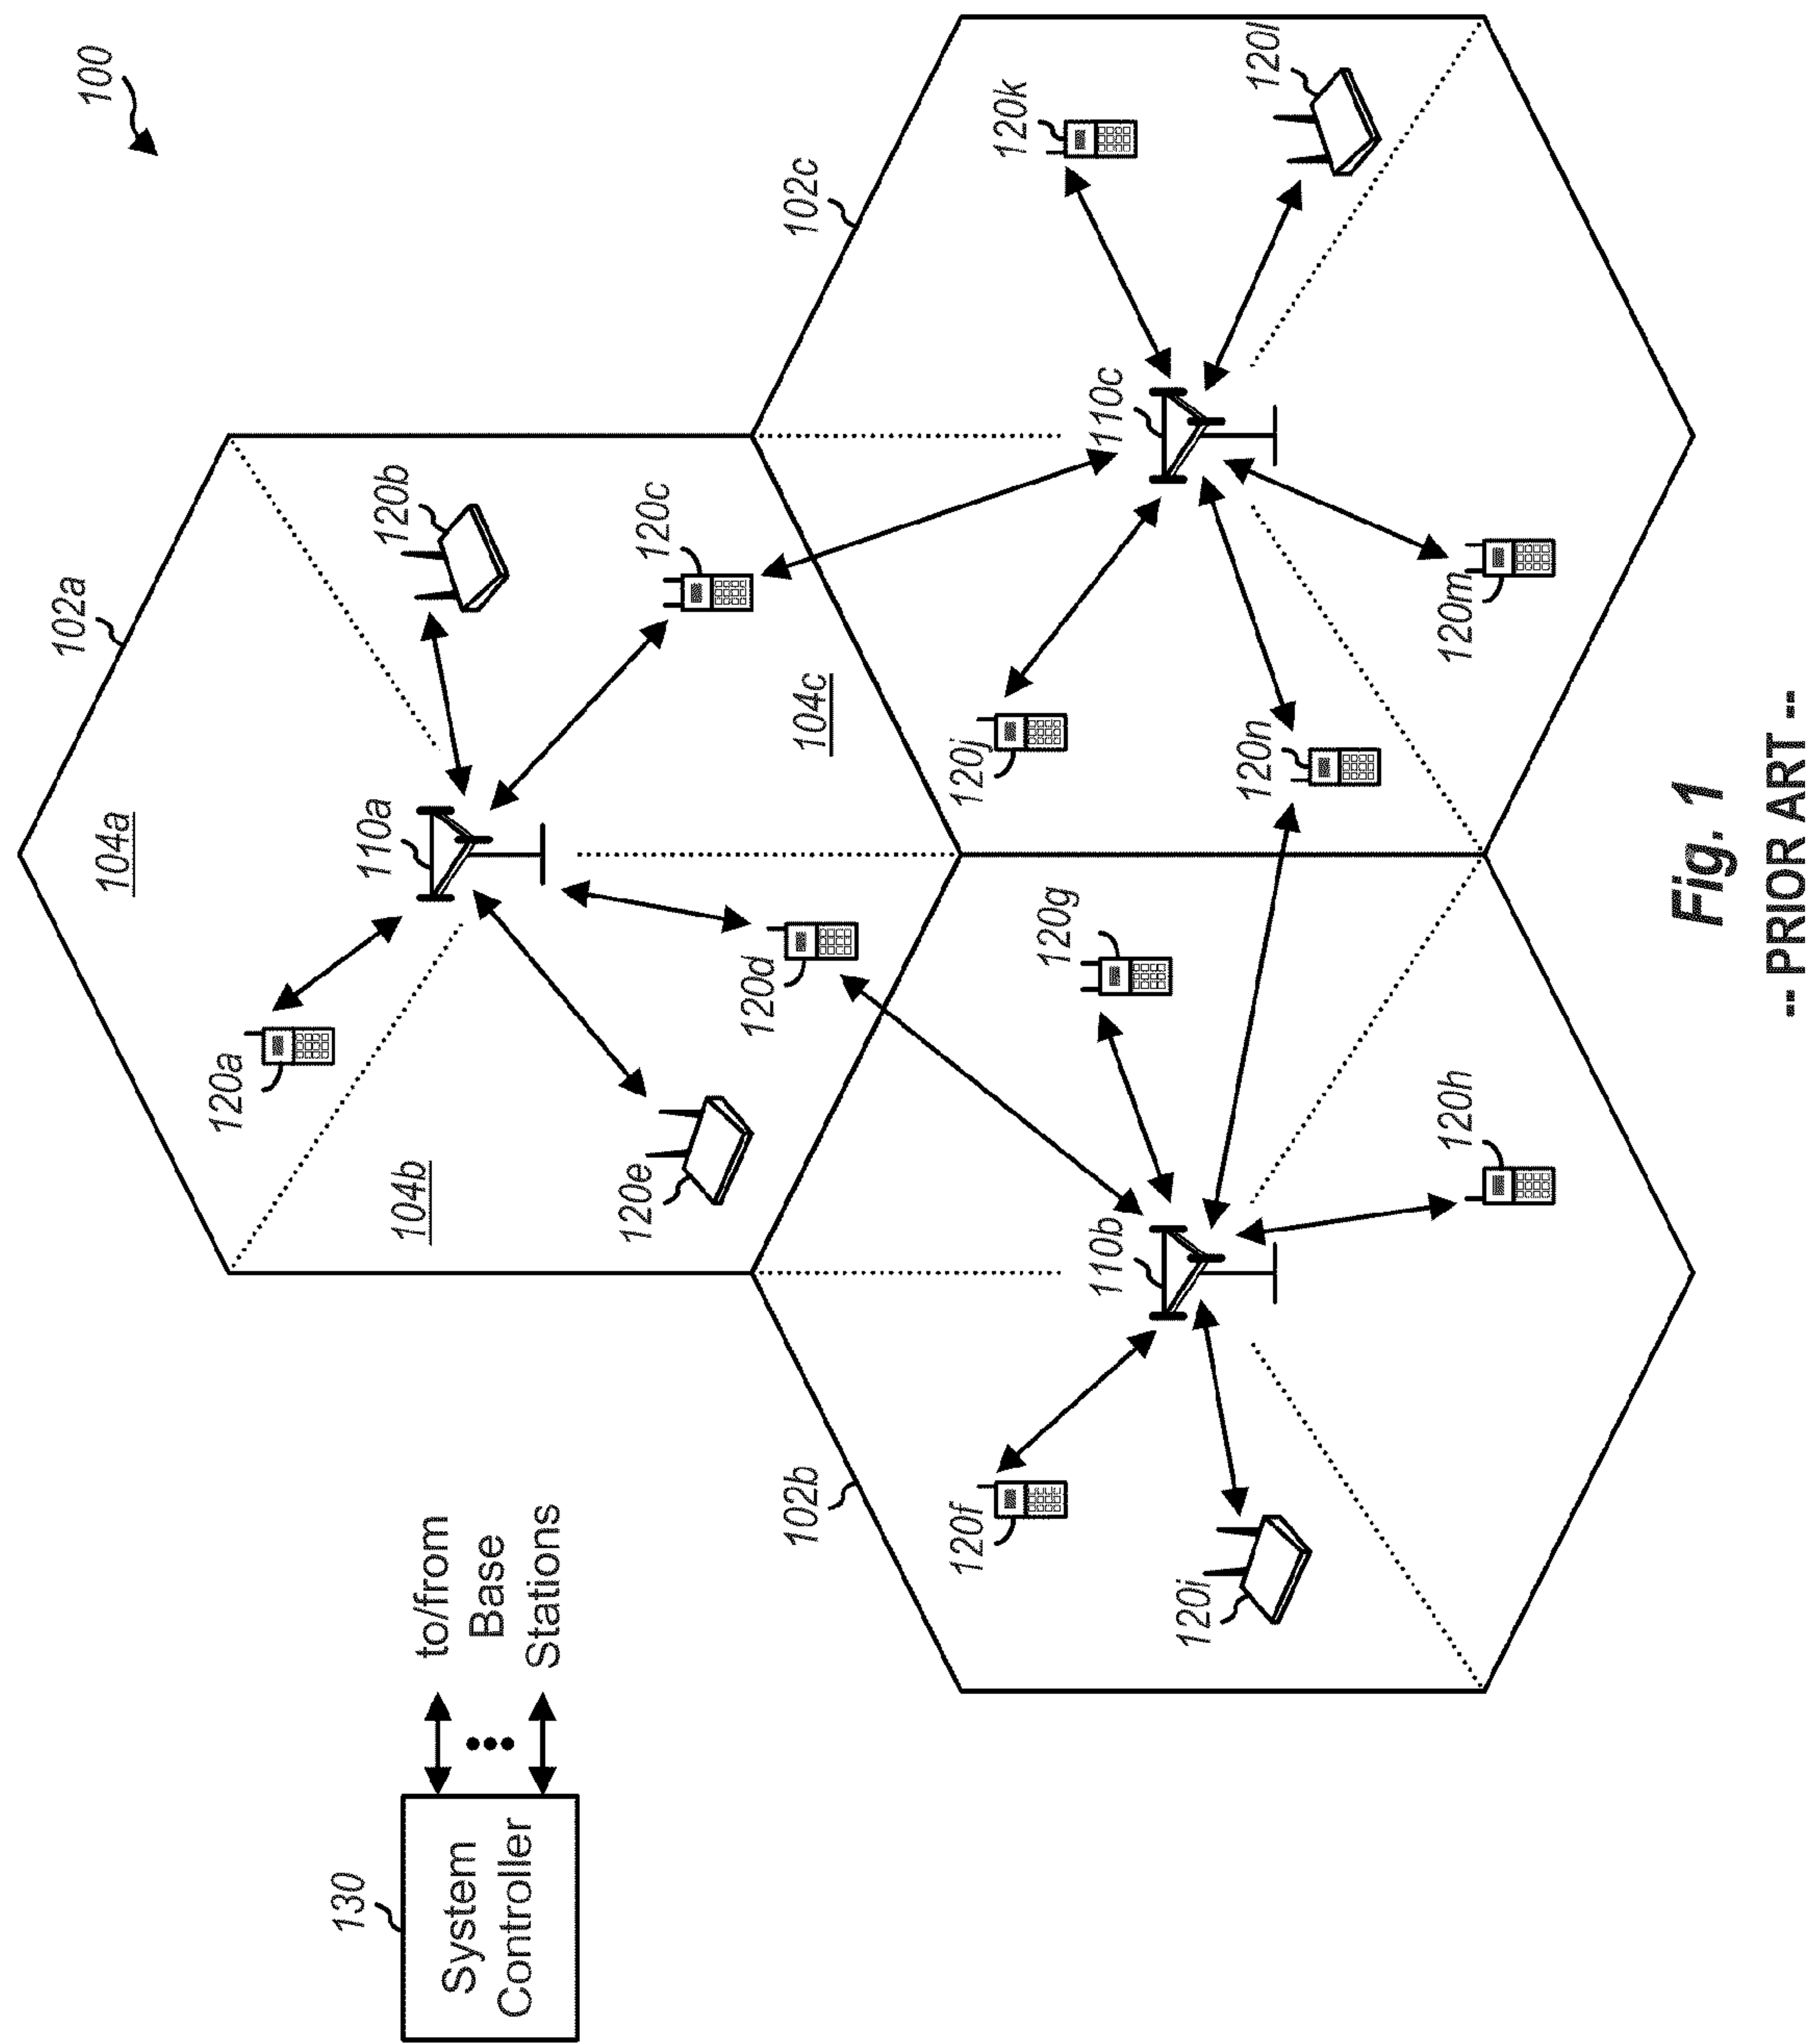 100
102a
104a
120a
110a
120b
104b
120e
120d
120c
104c
130
System
Controller
to/from
Base
Stations
102b
102c
120f
120g
120j
120k
110b
110c
120i
120n
120l
120h
120m
Fig. 1
-- PRIOR ART --